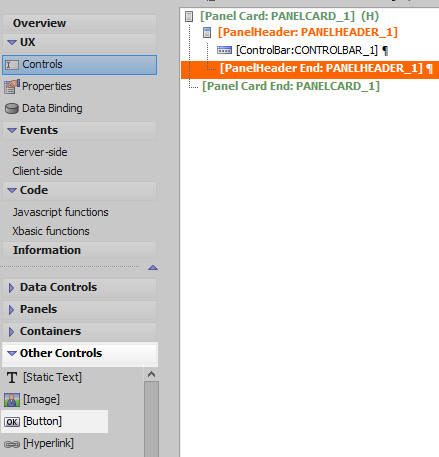 Overview
UX
Controls
Properties
Data Binding
Events
Server-side
Client-side
Code
Javascript functions
Xbasic functions
Information
Data Controls
Panels
Containers
Other Controls
[Static Text]
[Image]
OK [Button]
[Hyperlink]
[Panel Card: PANELCARD_1] (H)
[PanelHeader: PANELHEADER_1]
[ControlBar:CONTROLBAR_1] ¶
[PanelHeader End: PANELHEADER_1] ¶
[Panel Card End: PANELCARD_1]